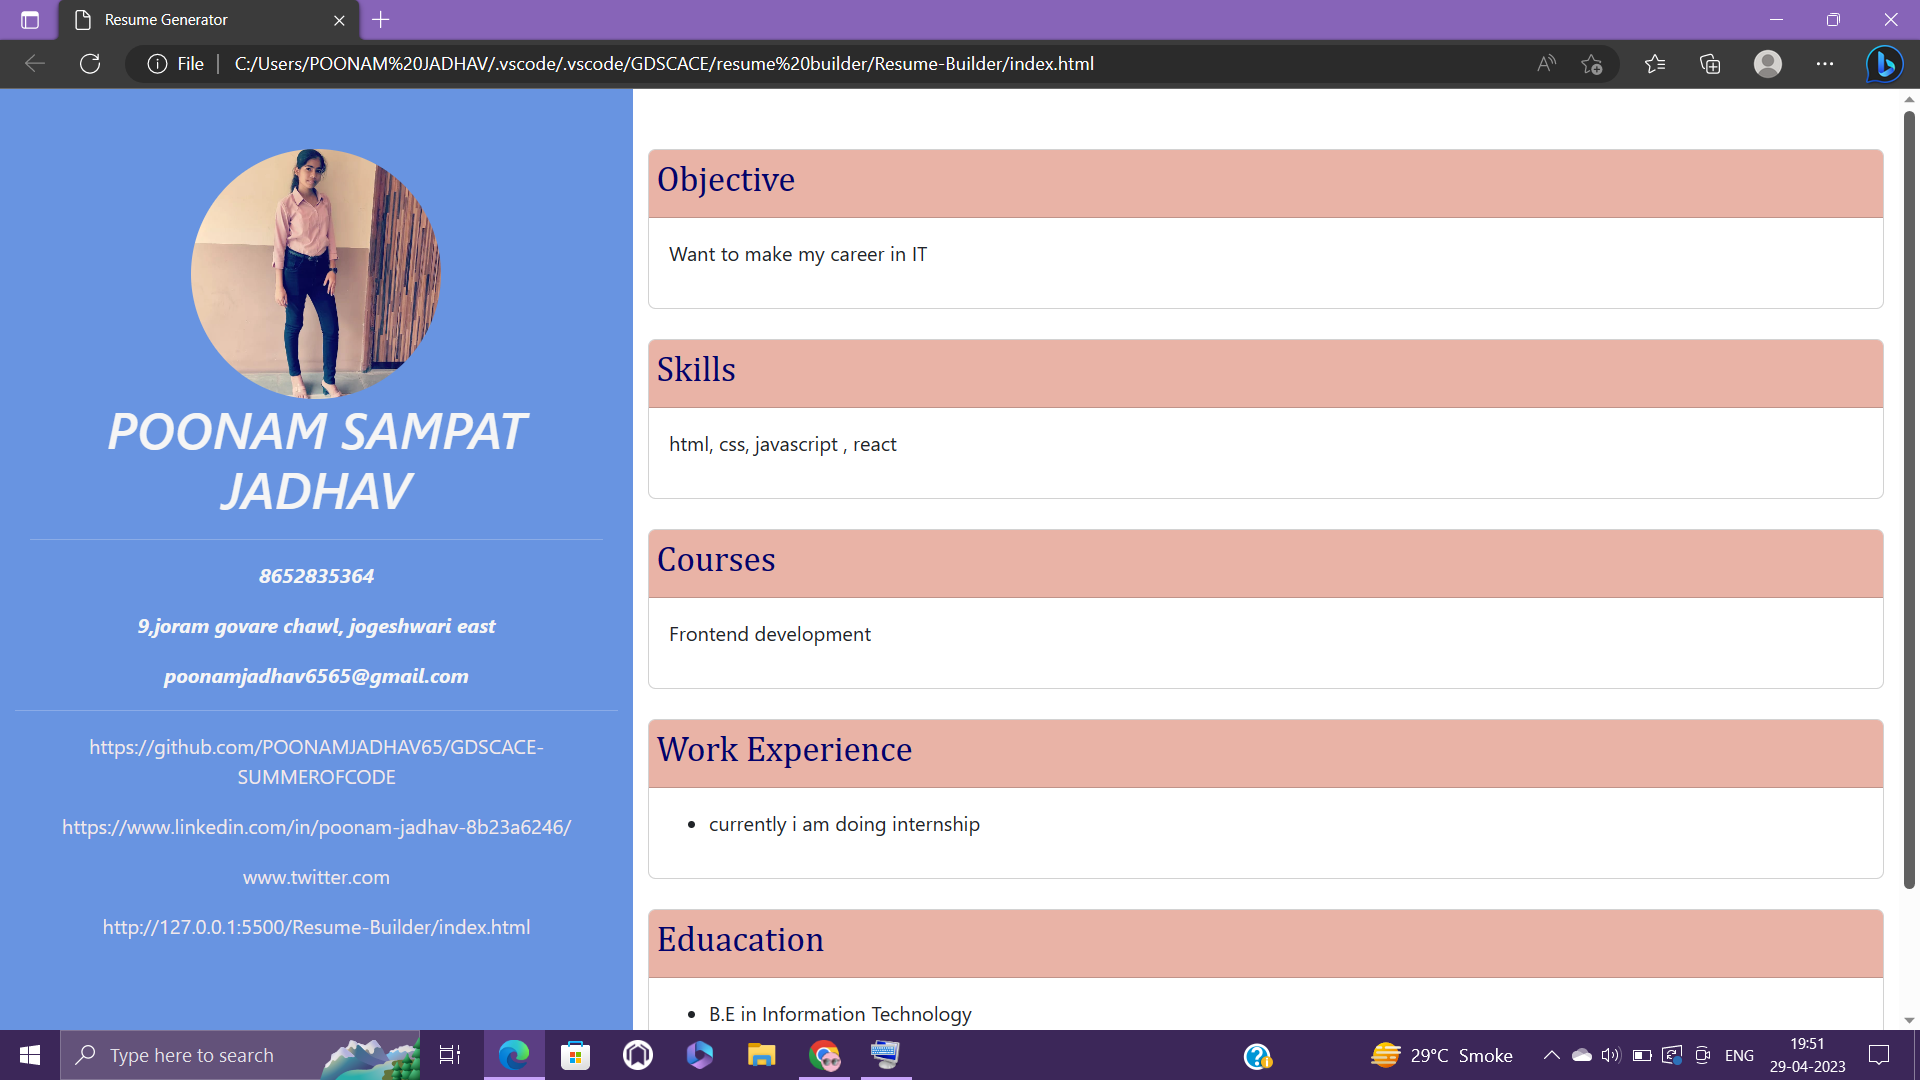 Resume Generator
File
C:/Users/POONAM%20JADHAV/.vscode/.vscode/GDSCACE/resume%20builder/Resume-Builder/index.html
POONAM SAMPAT
JADHAV
8652835364
9,joram govare chawl, jogeshwari east
poonamjadhav6565@gmail.com
https://github.com/POONAMJADHAV65/GDSCACE-
SUMMEROFCODE
https://www.linkedin.com/in/poonam-jadhav-8b23a6246/
www.twitter.com
http://127.0.0.1:5500/Resume-Builder/index.html
Objective
Want to make my career in IT
Skills
html, css, javascript , react
Courses
Frontend development
Work Experience
currently i am doing internship
Eduacation
B.E in Information Technology
Type here to search
29°C Smoke
ENG
19:51
29-04-2023